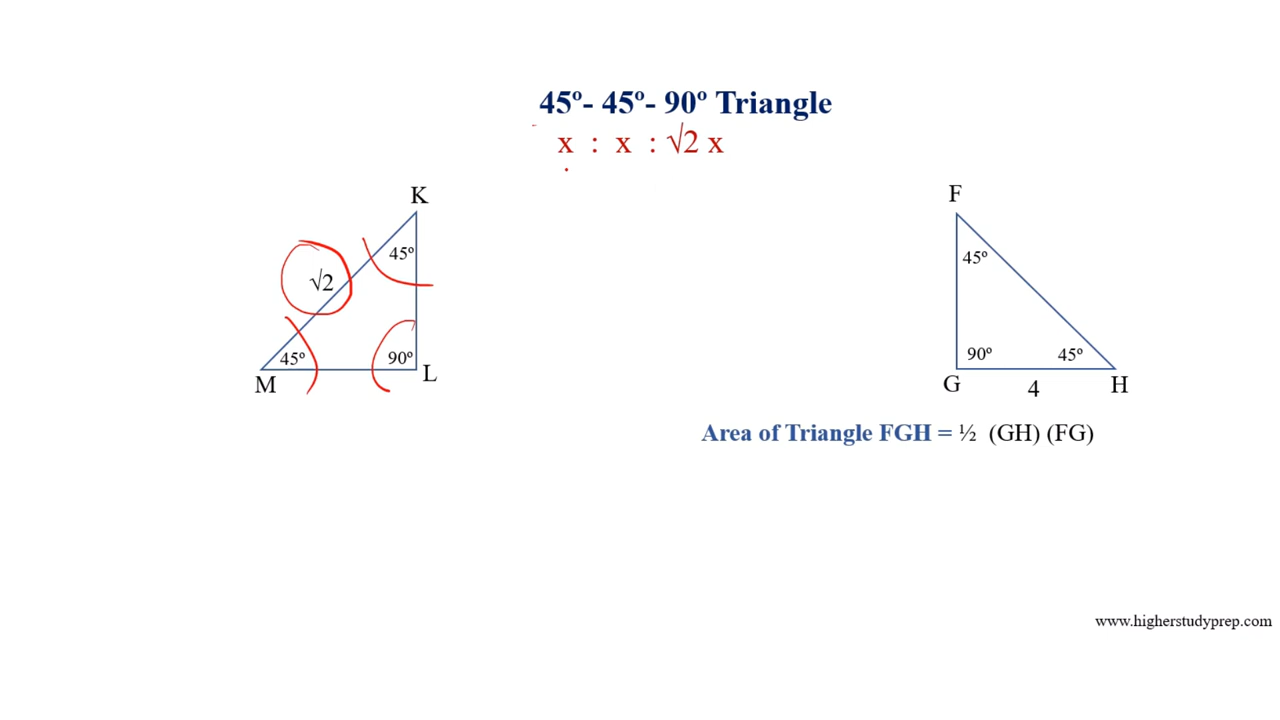 45º- 45º- 90º Triangle
x : x : √2 x
K
√2
45º
45º
90º
M
L
F
45º
90º
45º
G
4
H
Area of Triangle FGH = ½ (GH) (FG)
www.higherstudyprep.com